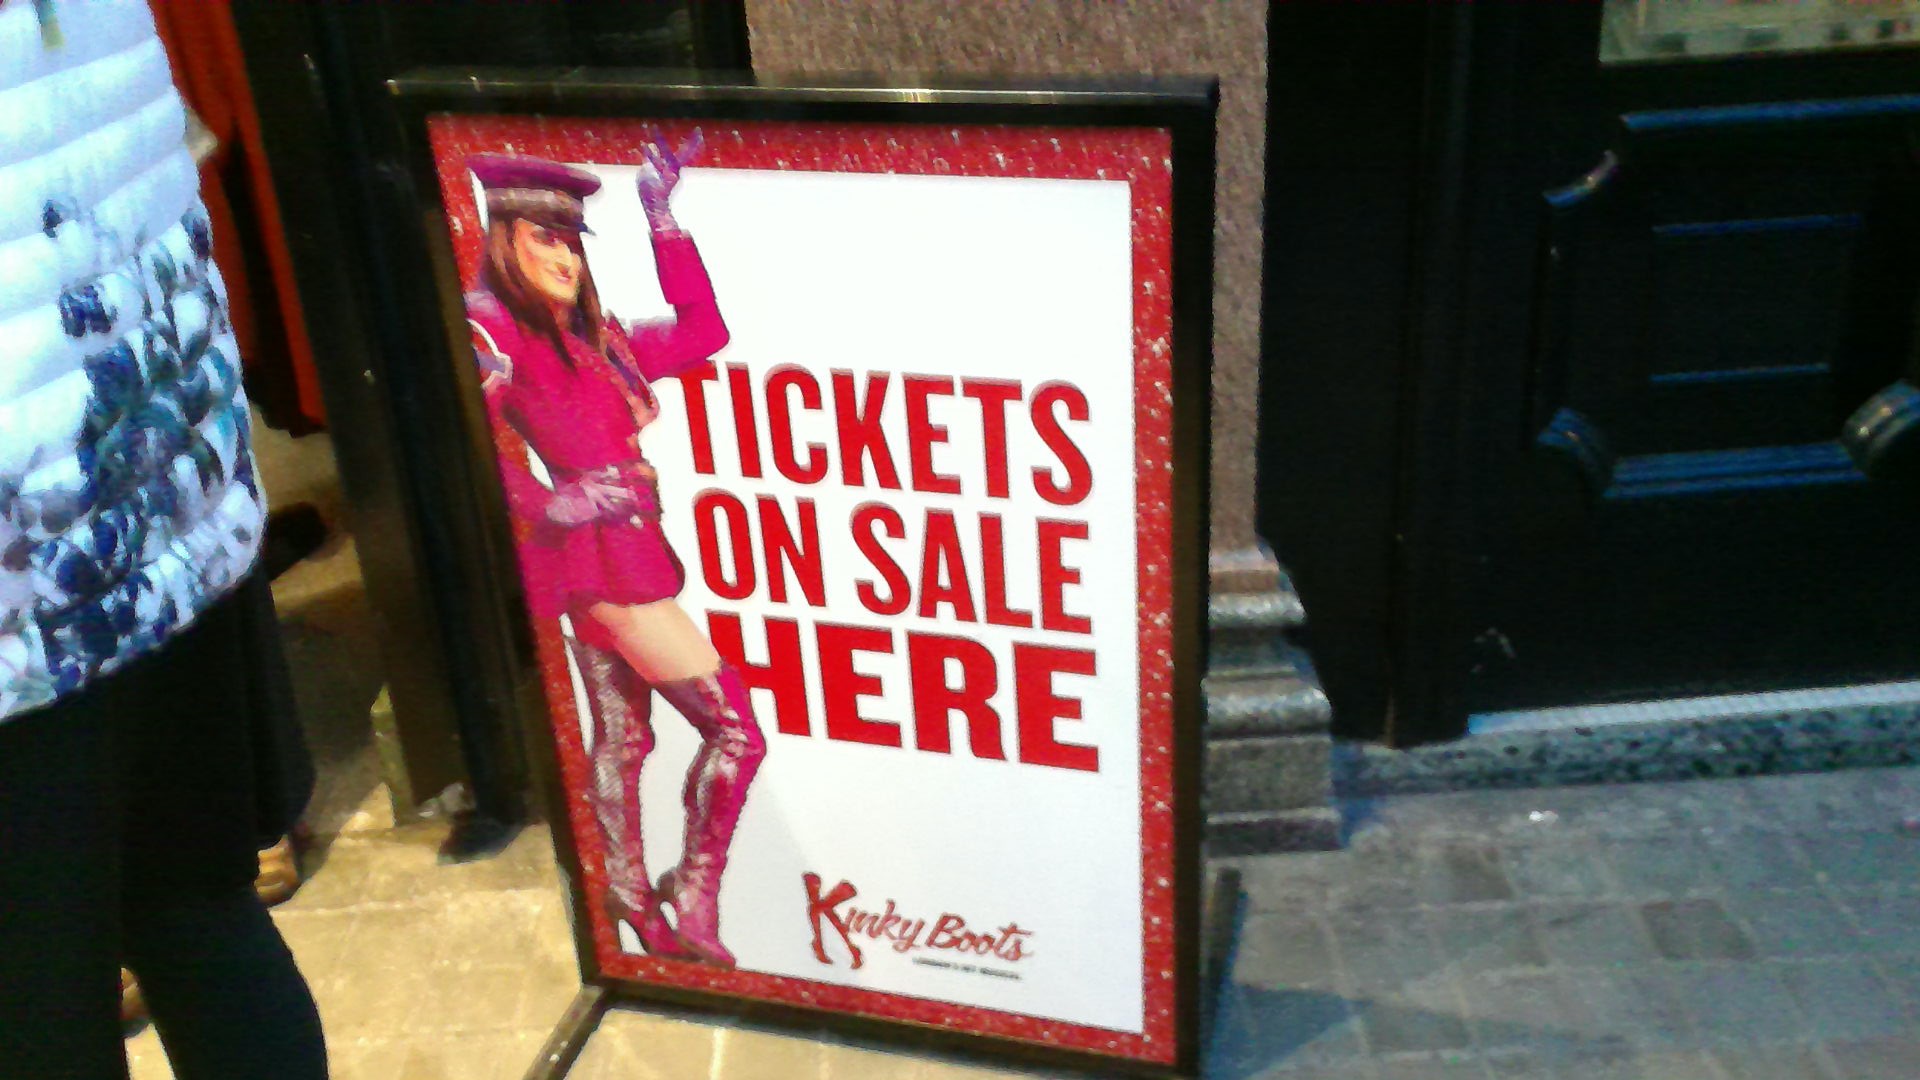 TICKETS
ON SALE
HERE
Kinky Boots